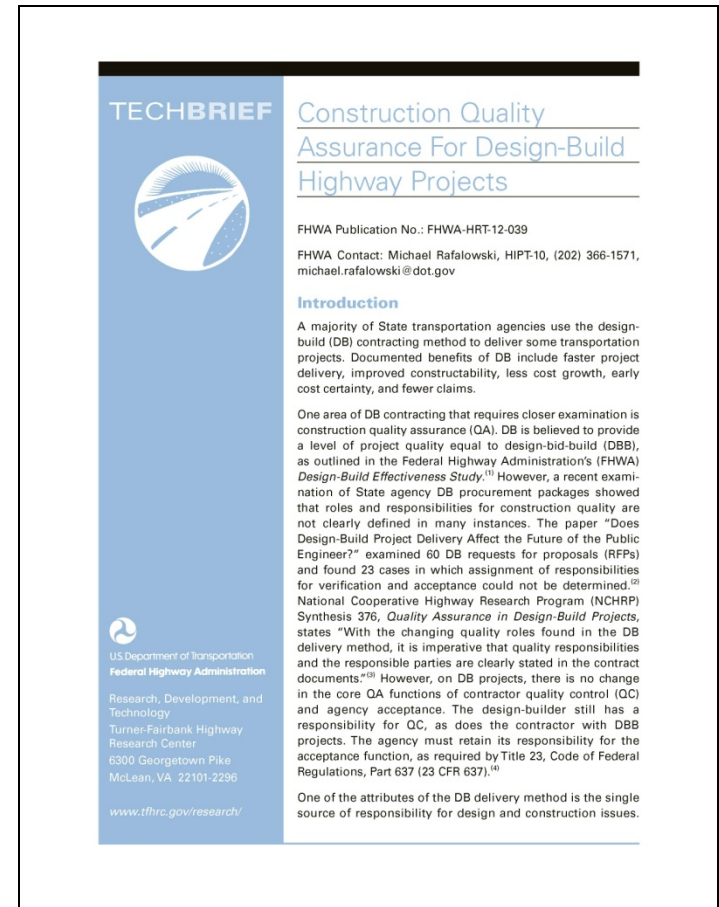 TECHBRIEF
Construction Quality
Assurance For Design-Build
Highway Projects
FHWA Publication No.: FHWA-HRT-12-039
FHWA Contact: Michael Rafalowski, HIPT-10, (202) 366-1571,
michael.rafalowski@dot.gov
Introduction
A majority of State transportation agencies use the design-
build (DB) contracting method to deliver some transportation
projects. Documented benefits of DB include faster project
delivery, improved constructability, less cost growth, early
cost certainty, and fewer claims.
One area of DB contracting that requires closer examination is
construction quality assurance (QA). DB is believed to provide
a level of project quality equal to design-bid-build (DBB),
as outlined in the Federal Highway Administration's (FHWA)
Design-Build Effectiveness Study.(1) However, a recent exami-
nation of State agency DB procurement packages showed
that roles and responsibilities for construction quality are
not clearly defined in many instances. The paper "Does
Design-Build Project Delivery Affect the Future of the Public
Engineer?" examined 60 DB requests for proposals (RFPs)
and found 23 cases in which assignment of responsibilities
for verification and acceptance could not be determined.(2)
National Cooperative Highway Research Program (NCHRP)
Synthesis 376, Quality Assurance in Design-Build Projects,
states "With the changing quality roles found in the DB
delivery method, it is imperative that quality responsibilities
and the responsible parties are clearly stated in the contract
documents."(3) However, on DB projects, there is no change
in the core QA functions of contractor quality control (QC)
and agency acceptance. The design-builder still has a
responsibility for QC, as does the contractor with DBB
projects. The agency must retain its responsibility for the
acceptance function, as required by Title 23, Code of Federal
Regulations, Part 637 (23 CFR 637).(4)
One of the attributes of the DB delivery method is the single
source of responsibility for design and construction issues.
U.S. Department of Transportation
Federal Highway Administration
Research, Development, and
Technology
Turner-Fairbank Highway
Research Center
6300 Georgetown Pike
McLean, VA 22101-2296
www.tfhrc.gov/research/